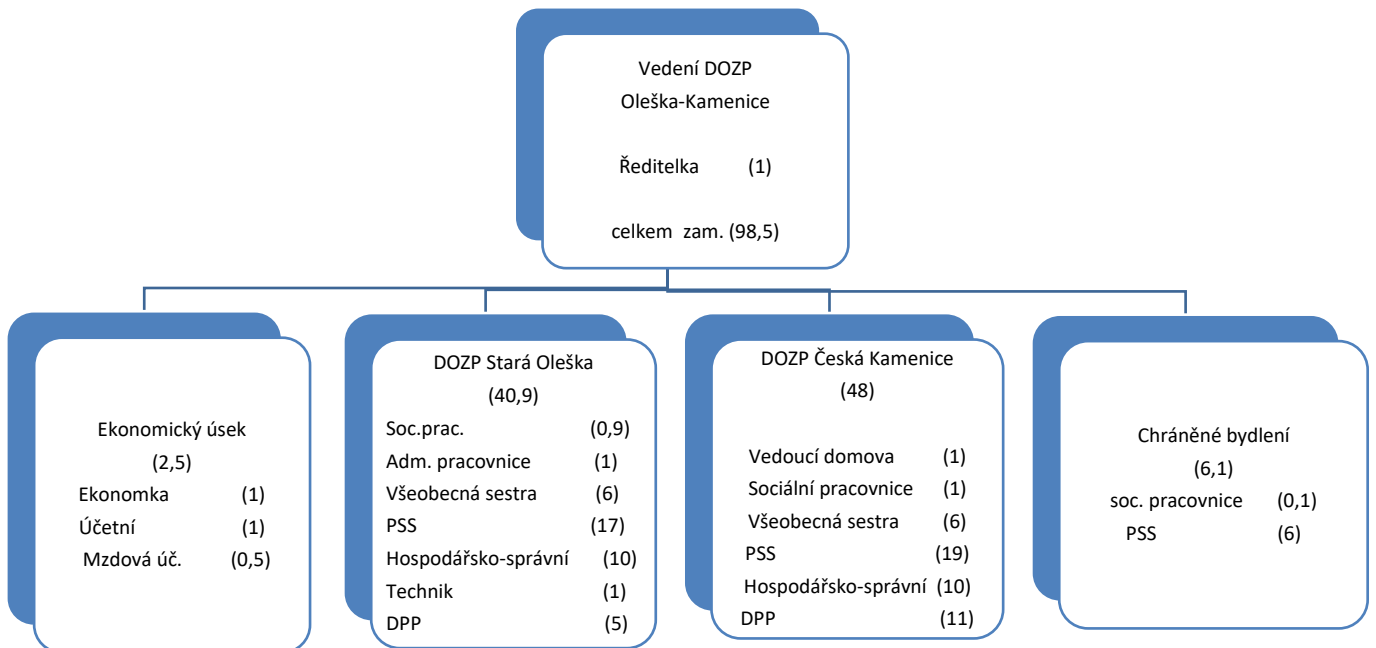 Vedení DOZP
Oleška-Kamenice
Ředitelka (1)
celkem zam. (98,5)
Ekonomický úsek
(2,5)
Ekonomka (1)
Účetní (1)
Mzdová úč. (0,5)
DOZP Stará Oleška
(40,9)
Soc.prac. (0,9)
Adm. pracovnice (1)
Všeobecná sestra (6)
PSS (17)
Hospodářsko-správní (10)
Technik (1)
DPP (5)
DOZP Česká Kamenice
(48)
Vedoucí domova (1)
Sociální pracovnice (1)
Všeobecná sestra (6)
PSS (19)
Hospodářsko-správní (10)
DPP (11)
Chráněné bydlení
(6,1)
soc. pracovnice (0,1)
PSS (6)